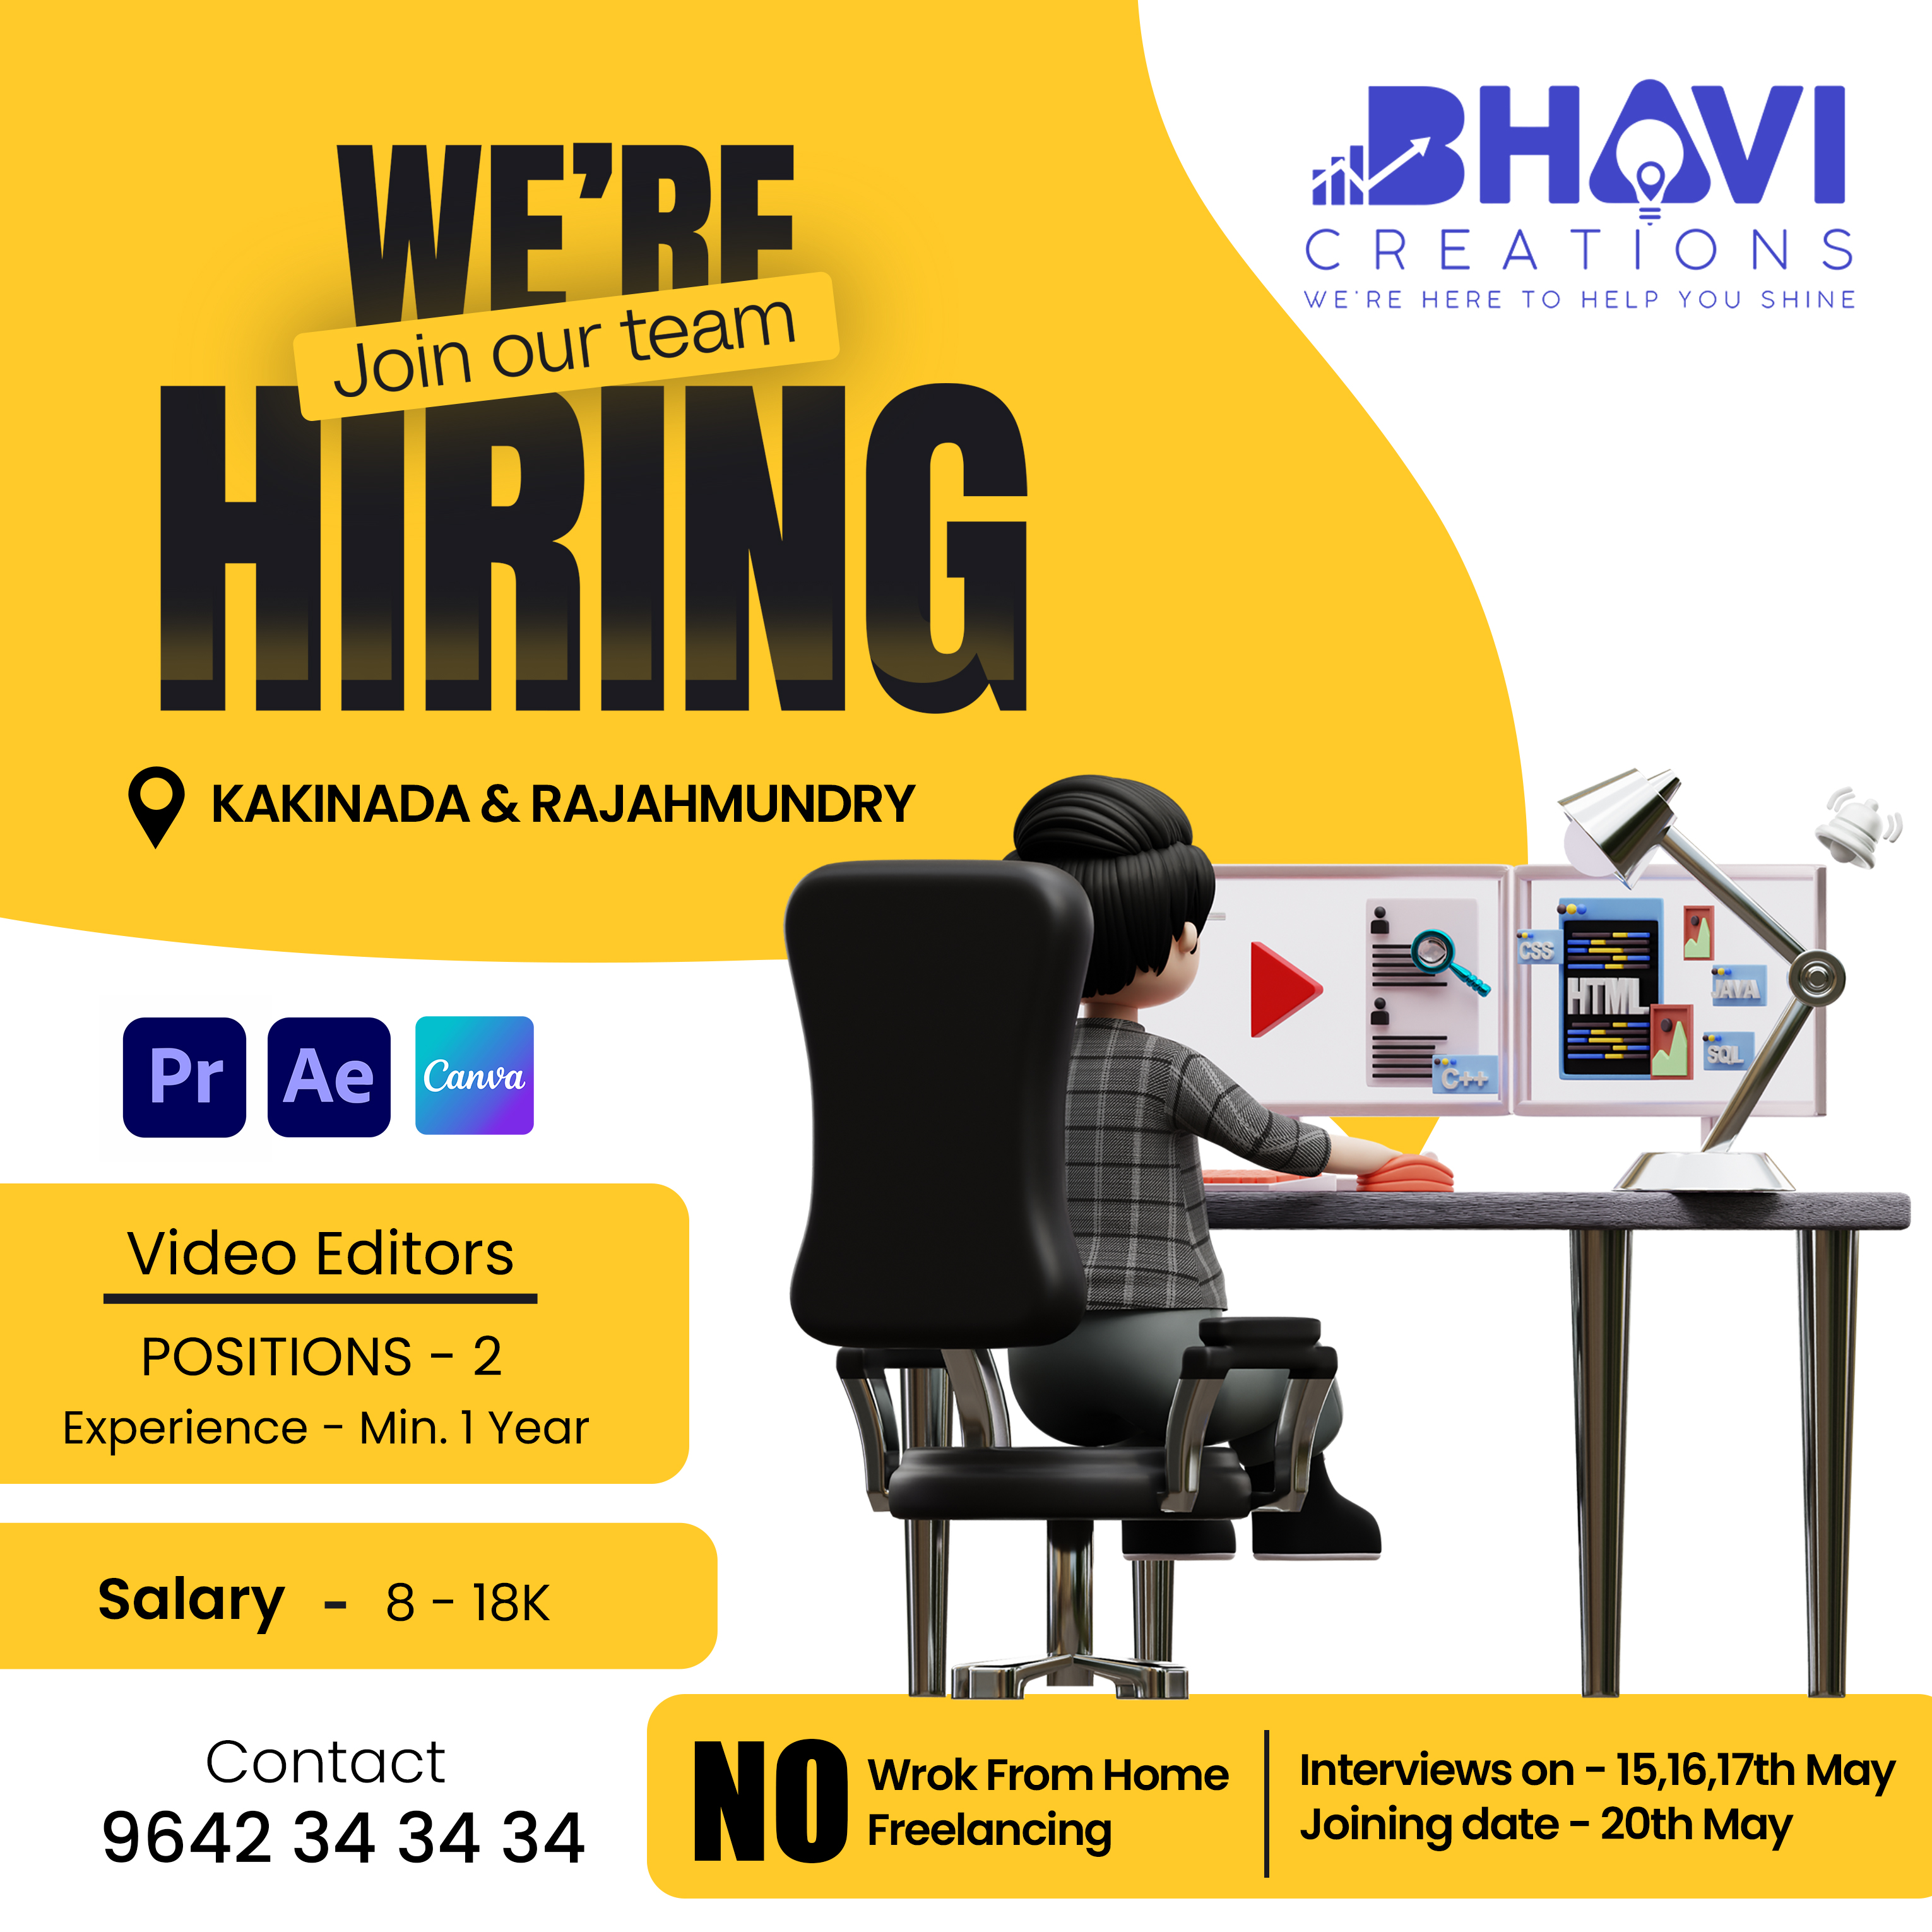 BHAVI
CREATIONS
WE'RE HERE TO HELP YOU SHINE
WE'RE
Join our team
HIRING
KAKINADA & RAJAHMUNDRY
CSS
HTML
JAVA
SQL
C++
Pr Ae Canva
Video Editors
POSITIONS - 2
Experience - Min. 1 Year
Salary - 8 - 18K
Contact
9642 34 34 34
NO
Wrok From Home
Freelancing
Interviews on - 15,16,17th May
Joining date - 20th May